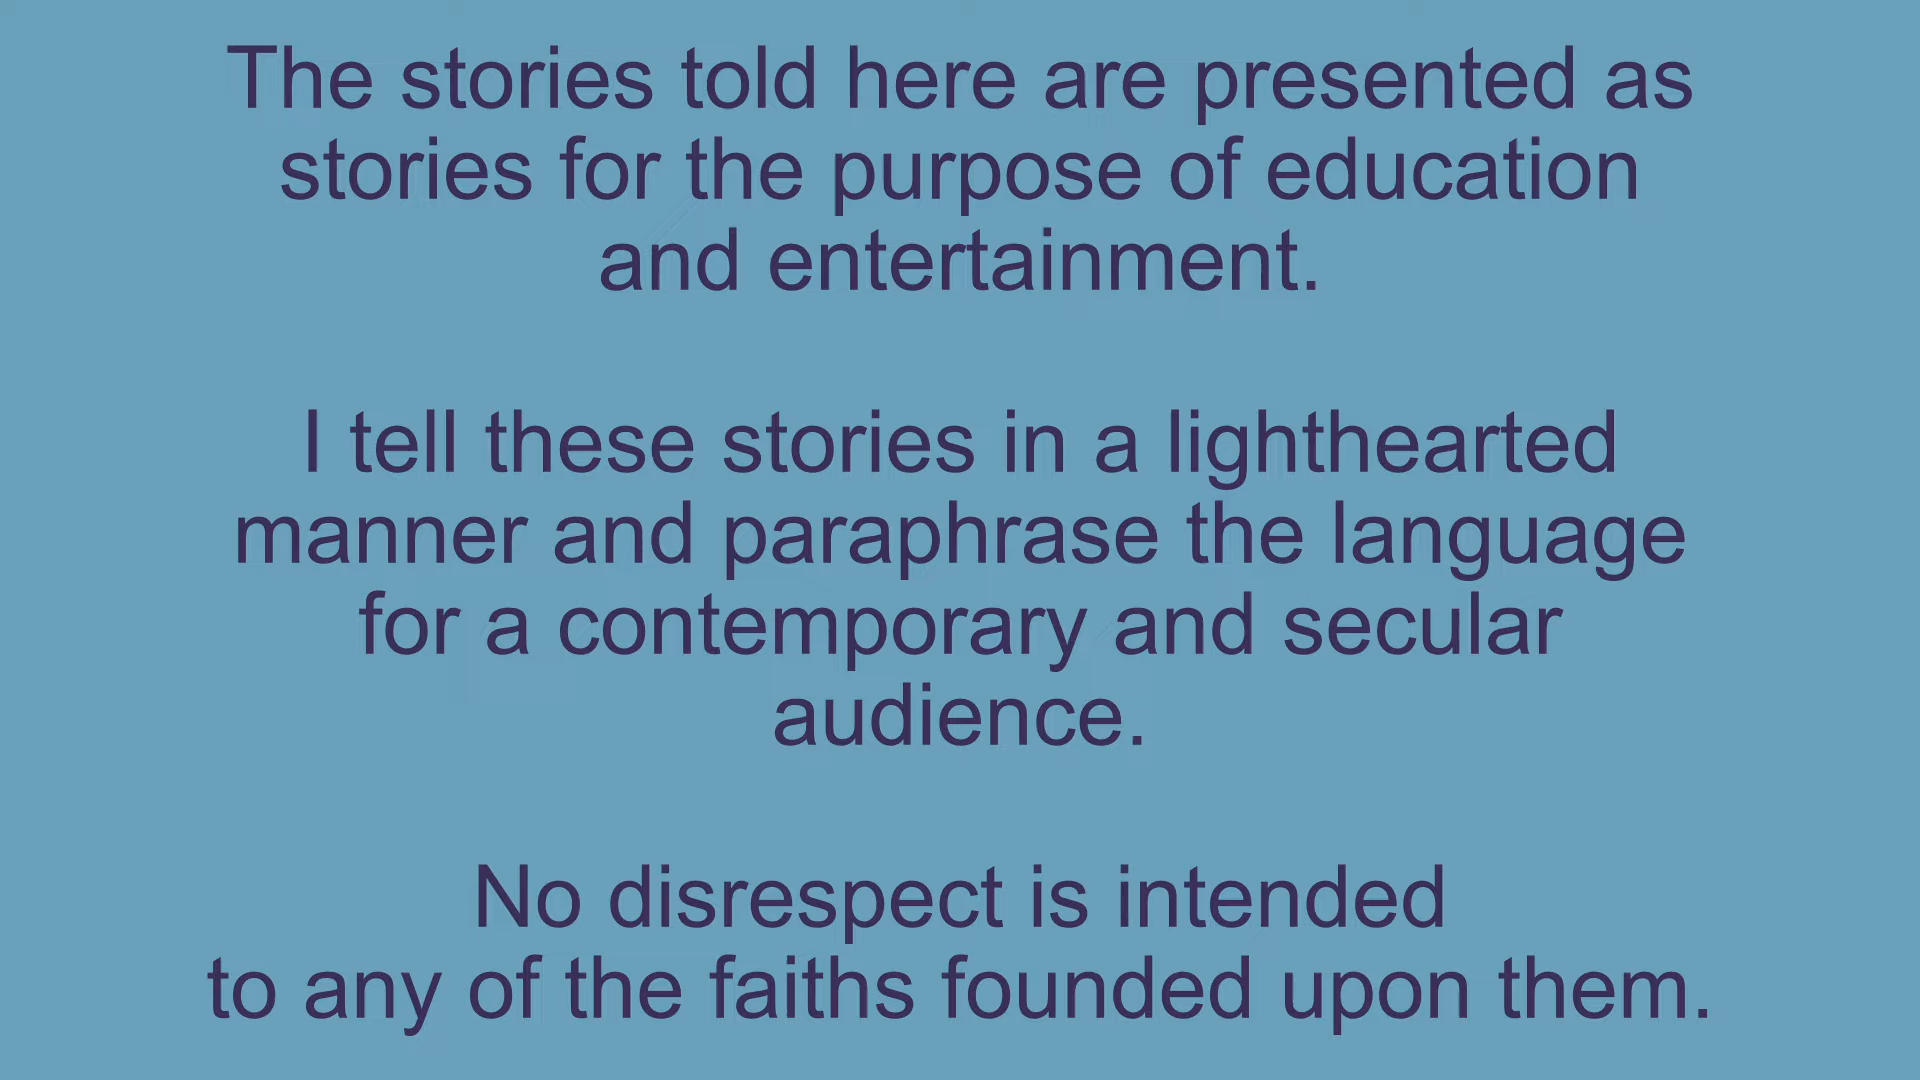 The stories told here are presented as
stories for the purpose of education
and entertainment.
I tell these stories in a lighthearted
manner and paraphrase the language
for a contemporary and secular
audience.
No disrespect is intended
to any of the faiths founded upon them.